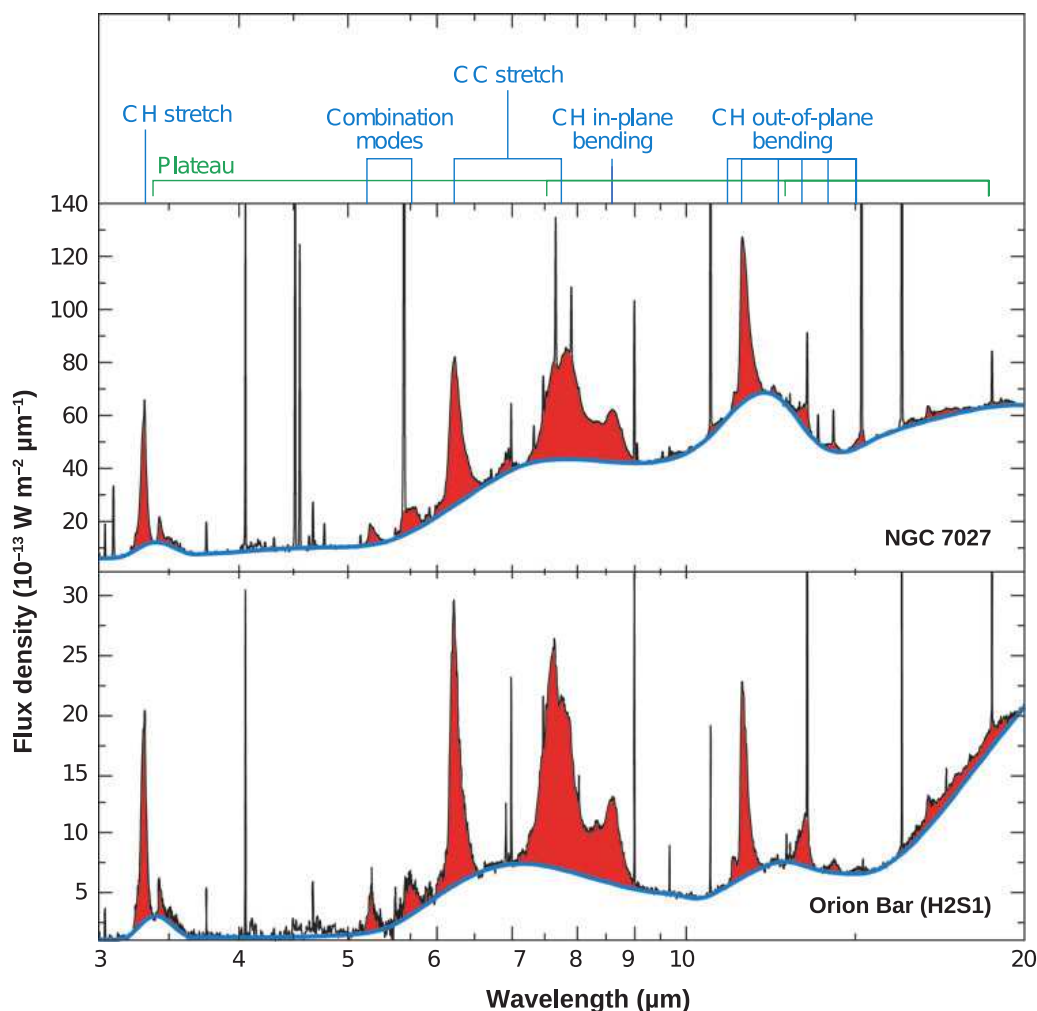 CC stretch
CH stretch
Combination
modes
CH in-plane
bending
CH out-of-plane
bending
Plateau
140
120
100
80
60
40
20
NGC 7027
30
25
20
15
10
5
Orion Bar (H2S1)
Flux density (10⁻¹³ W m⁻² μm⁻¹)
3 4 5 6 7 8 9 10 20
Wavelength (μm)